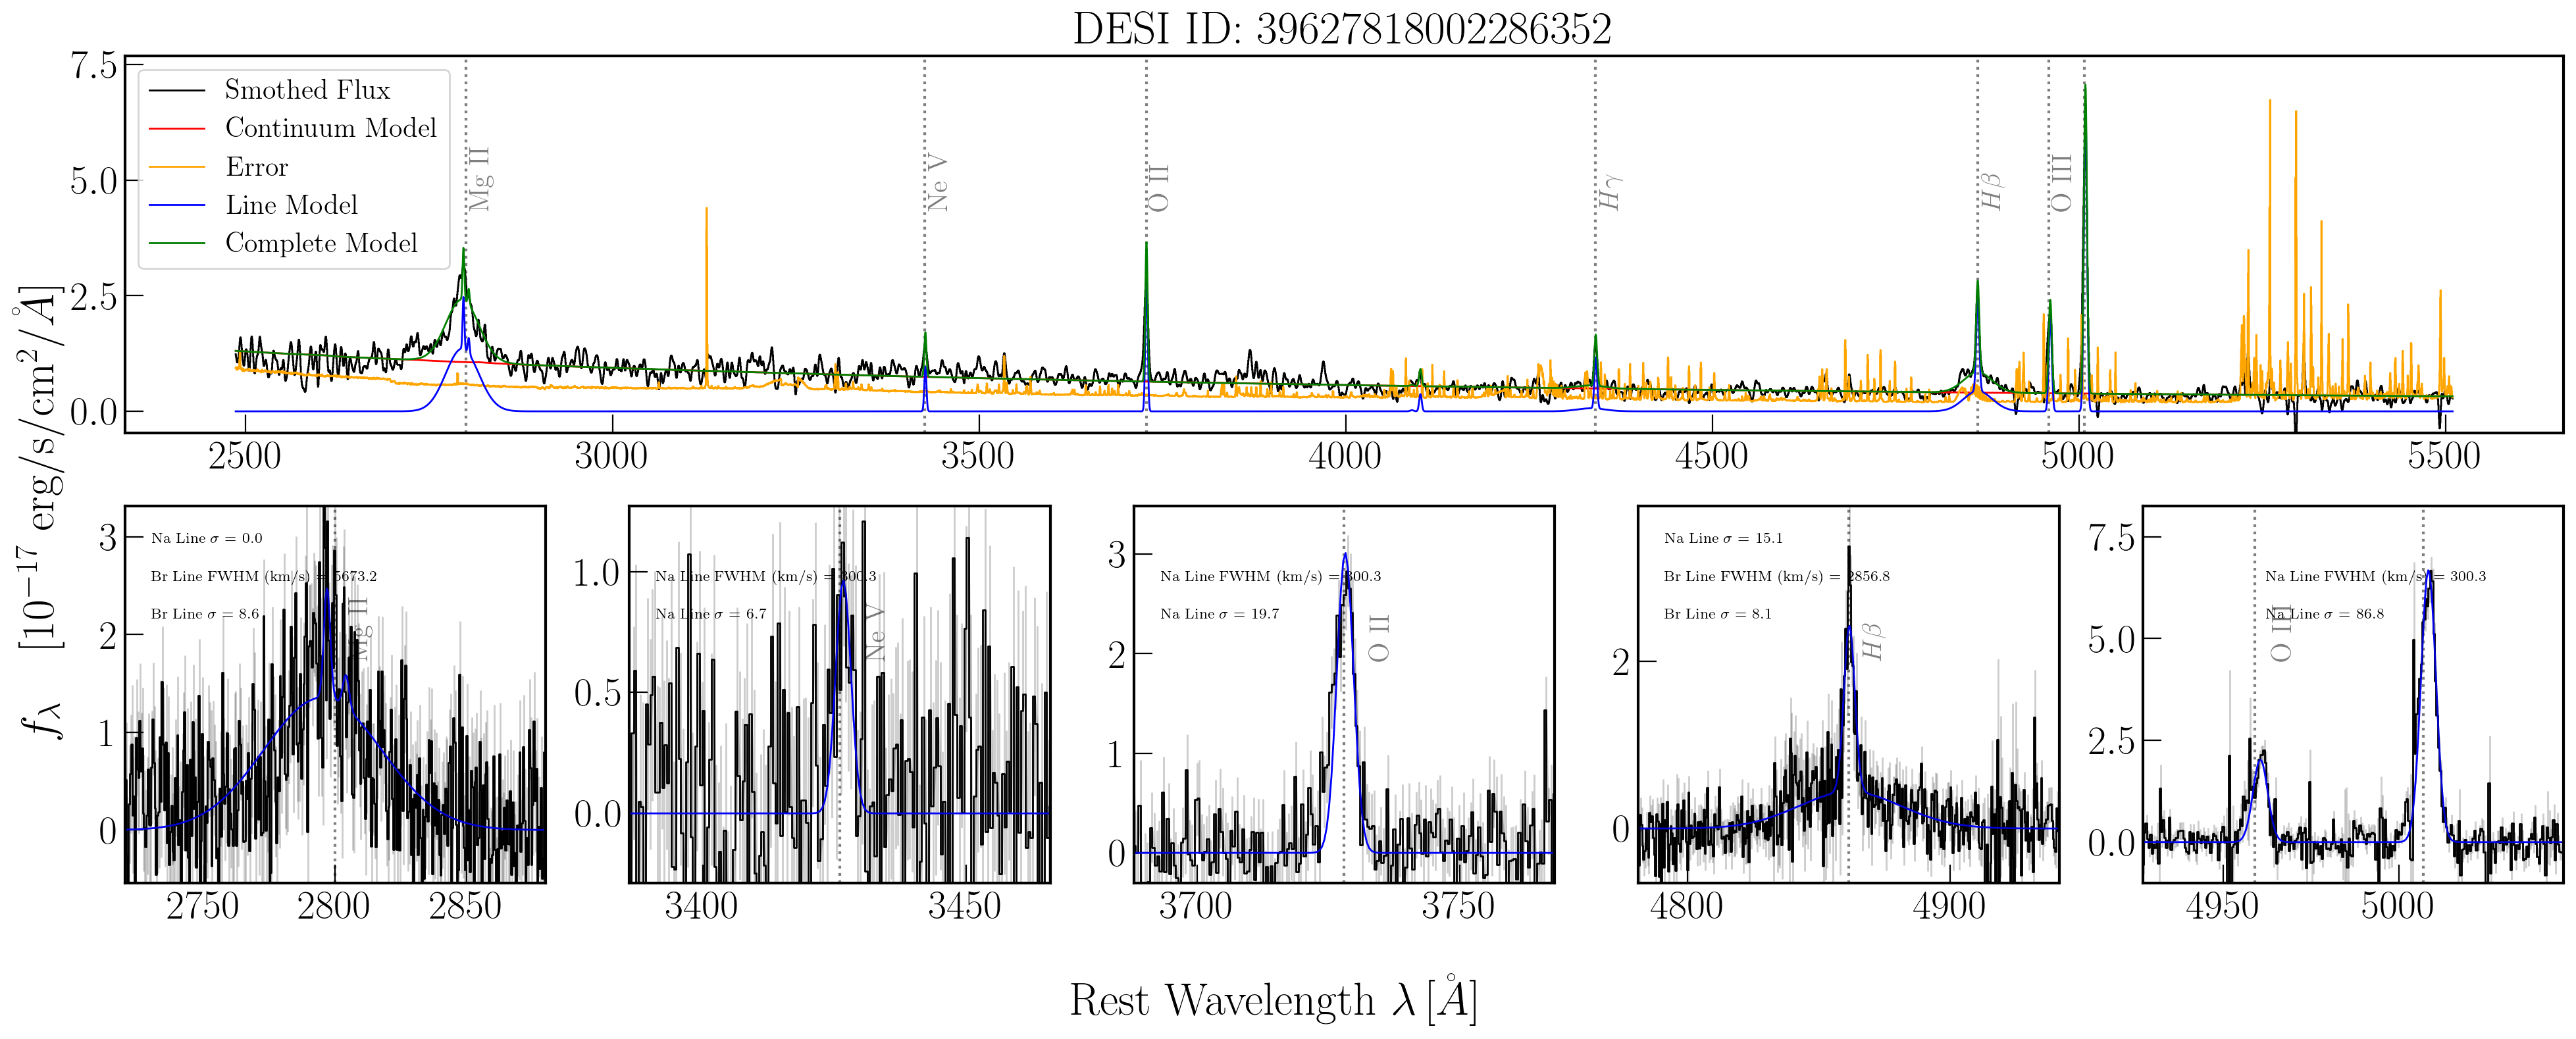 DESI ID: 39627818002286352
7.5
5.0
2.5
0.0
Smothed Flux
Continuum Model
Error
Line Model
Complete Model
Mg II
Ne V
O II
Hγ
Hβ
O III
2500 3000 3500 4000 4500 5000 5500
f_λ [10⁻¹⁷ erg/s/cm²/Å]
3
2
1
0
Na Line σ = 0.0
Br Line FWHM (km/s) = 5673.2
Br Line σ = 8.6
Mg II
2750 2800 2850
1.0
0.5
0.0
Na Line FWHM (km/s) = 300.3
Na Line σ = 6.7
Ne V
3400 3450
3
2
1
0
Na Line FWHM (km/s) = 300.3
Na Line σ = 19.7
O II
3700 3750
2
0
Na Line σ = 15.1
Br Line FWHM (km/s) = 2856.8
Br Line σ = 8.1
Hβ
4800 4900
7.5
5.0
2.5
0.0
Na Line FWHM (km/s) = 300.3
Na Line σ = 86.8
O III
4950 5000
Rest Wavelength λ [Å]